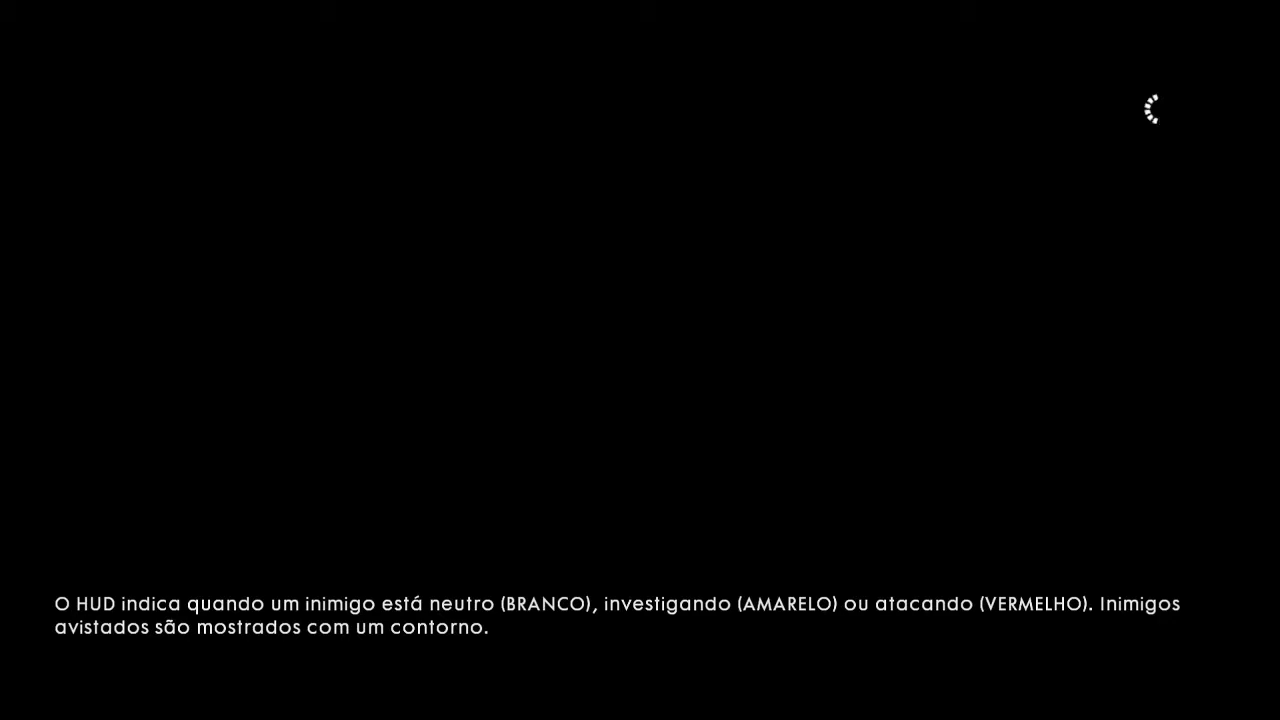 O HUD indica quando um inimigo está neutro (BRANCO), investigando (AMARELO) ou atacando (VERMELHO). Inimigos
avistados são mostrados com um contorno.